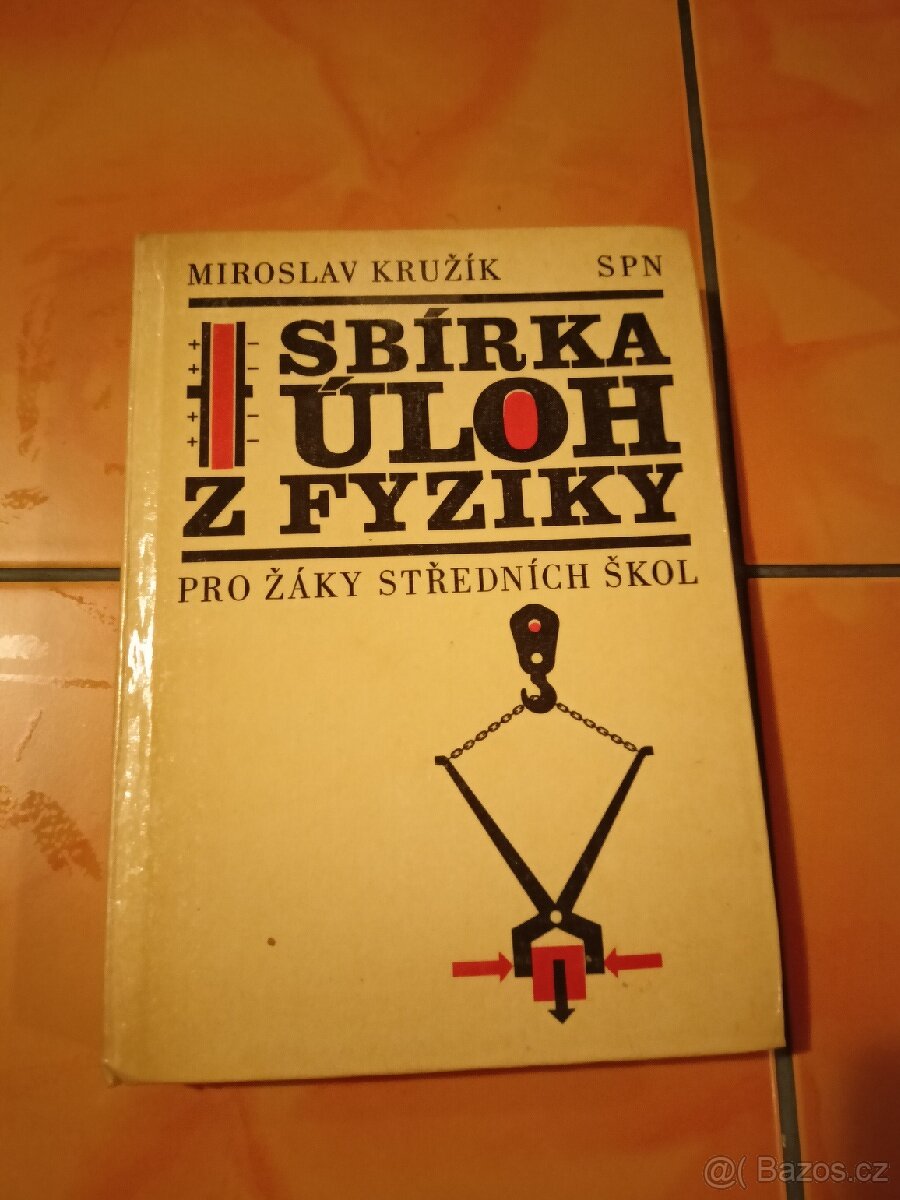 MIROSLAV KRUŽÍK SPN
SBÍRKA
ÚLOH
Z FYZIKY
PRO ŽÁKY STŘEDNÍCH ŠKOL
+ −
+ −
+ −
+ −
@( Bazos.cz